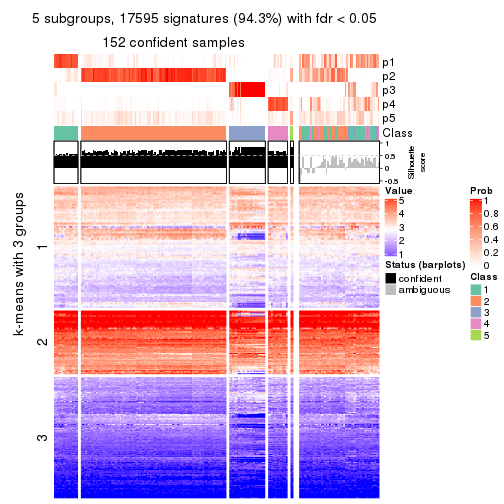 5 subgroups, 17595 signatures (94.3%) with fdr < 0.05
152 confident samples
p1
p2
p3
p4
p5
Class
1
0.5
0
-0.5
Silhouette
score
k-means with 3 groups
1
2
3
Value
5
4
3
2
1
Status (barplots)
confident
ambiguous
Prob
1
0.8
0.6
0.4
0.2
0
Class
1
2
3
4
5